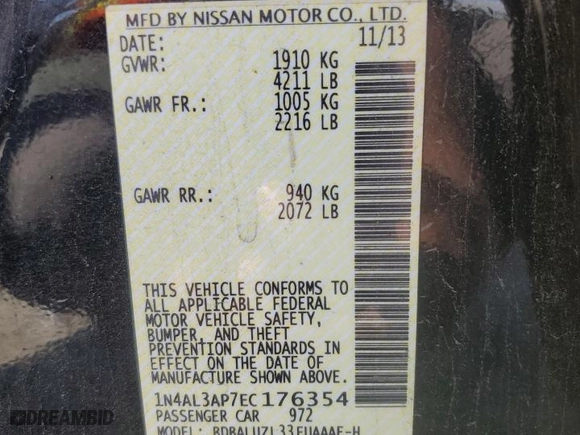 MFD BY NISSAN MOTOR CO., LTD.
DATE: 11/13
GVWR: 1910 KG
4211 LB
GAWR FR.: 1005 KG
2216 LB
GAWR RR.: 940 KG
2072 LB
THIS VEHICLE CONFORMS TO
ALL APPLICABLE FEDERAL
MOTOR VEHICLE SAFETY,
BUMPER, AND THEFT
PREVENTION STANDARDS IN
EFFECT ON THE DATE OF
MANUFACTURE SHOWN ABOVE.
1N4AL3AP7EC176354
PASSENGER CAR 972
MODEL: BDBALUZL33EUAAAE-H
DREAMBID